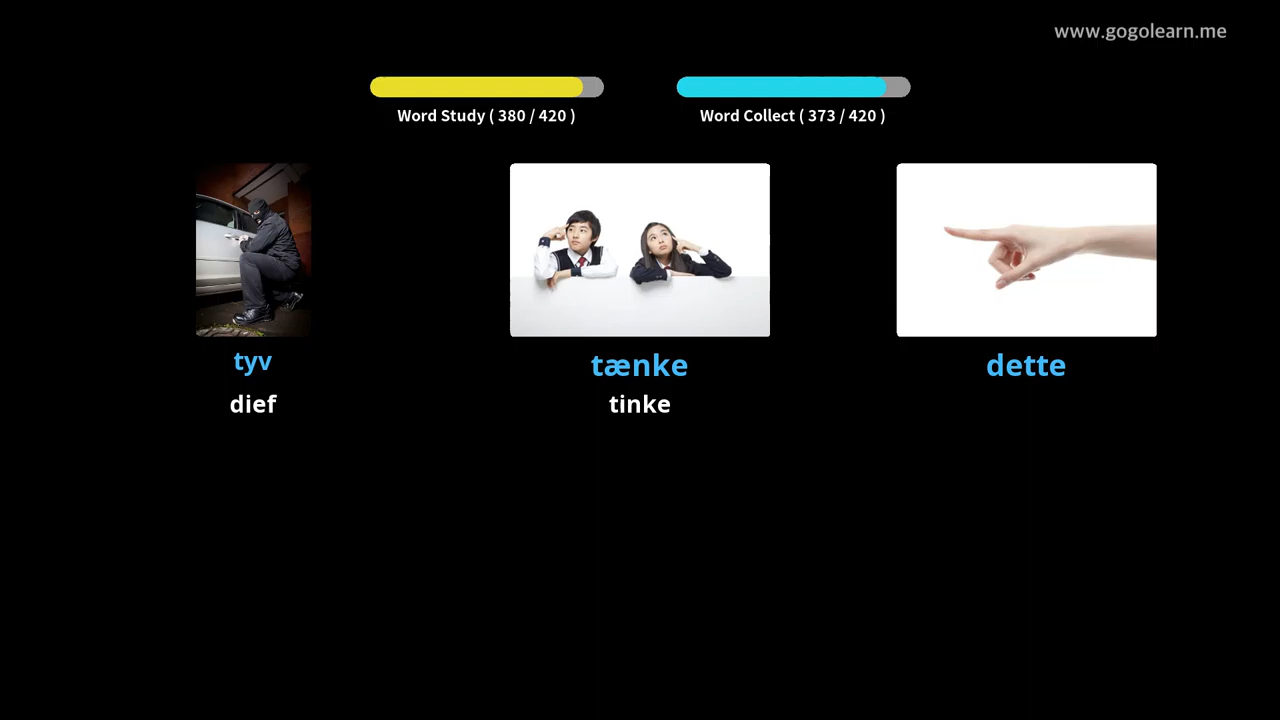 www.gogolearn.me
Word Study ( 380 / 420 )
Word Collect ( 373 / 420 )
tyv
tænke
dette
dief
tinke